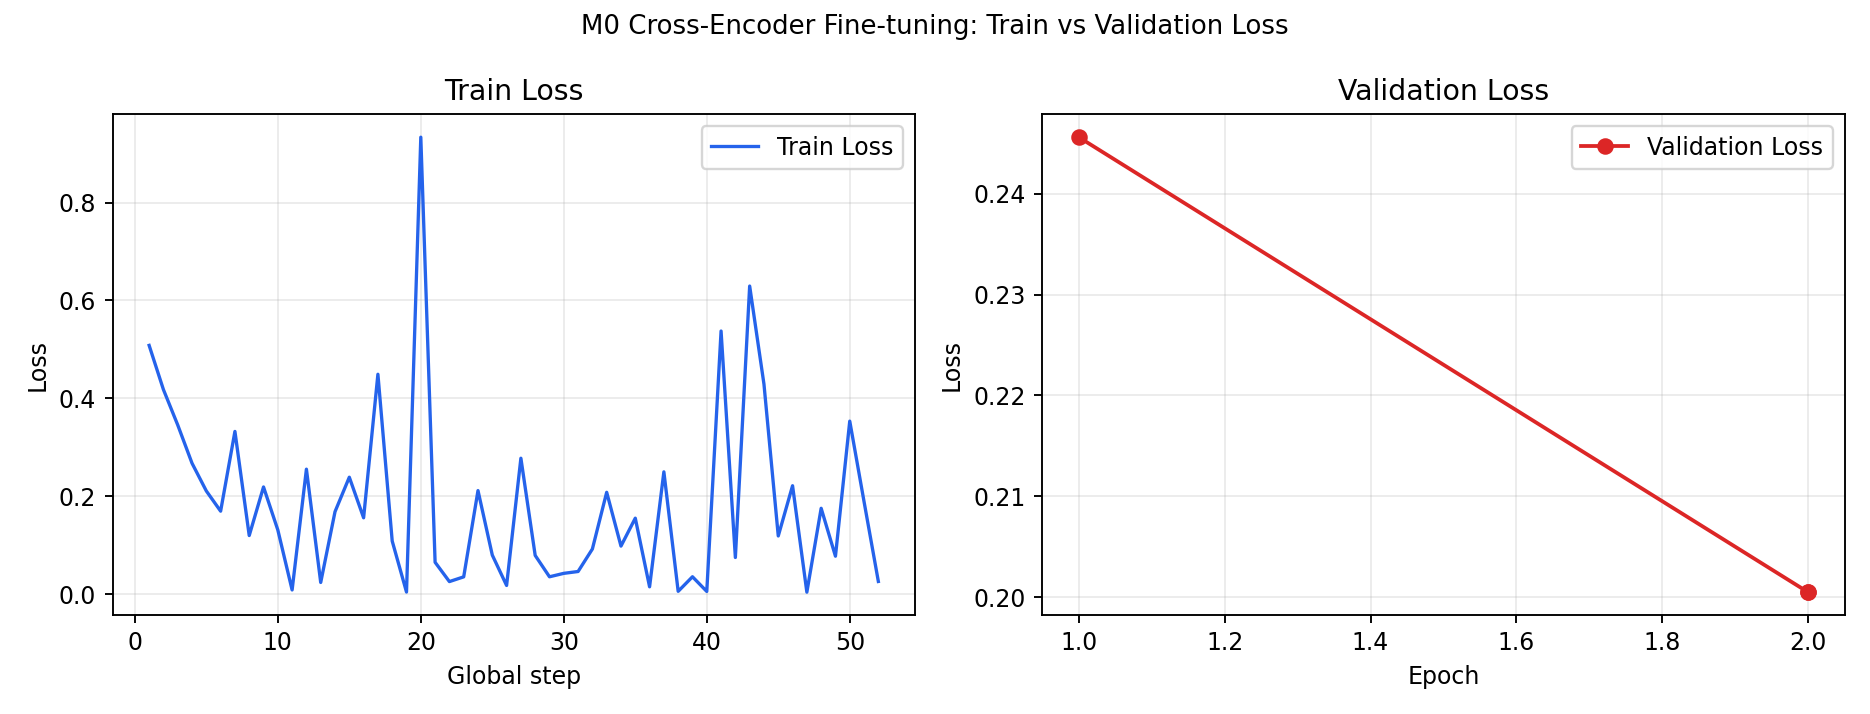 M0 Cross-Encoder Fine-tuning: Train vs Validation Loss
Train Loss
Train Loss
Loss
0.8
0.6
0.4
0.2
0.0
0 10 20 30 40 50
Global step
Validation Loss
Validation Loss
Loss
0.24
0.23
0.22
0.21
0.20
1.0 1.2 1.4 1.6 1.8 2.0
Epoch